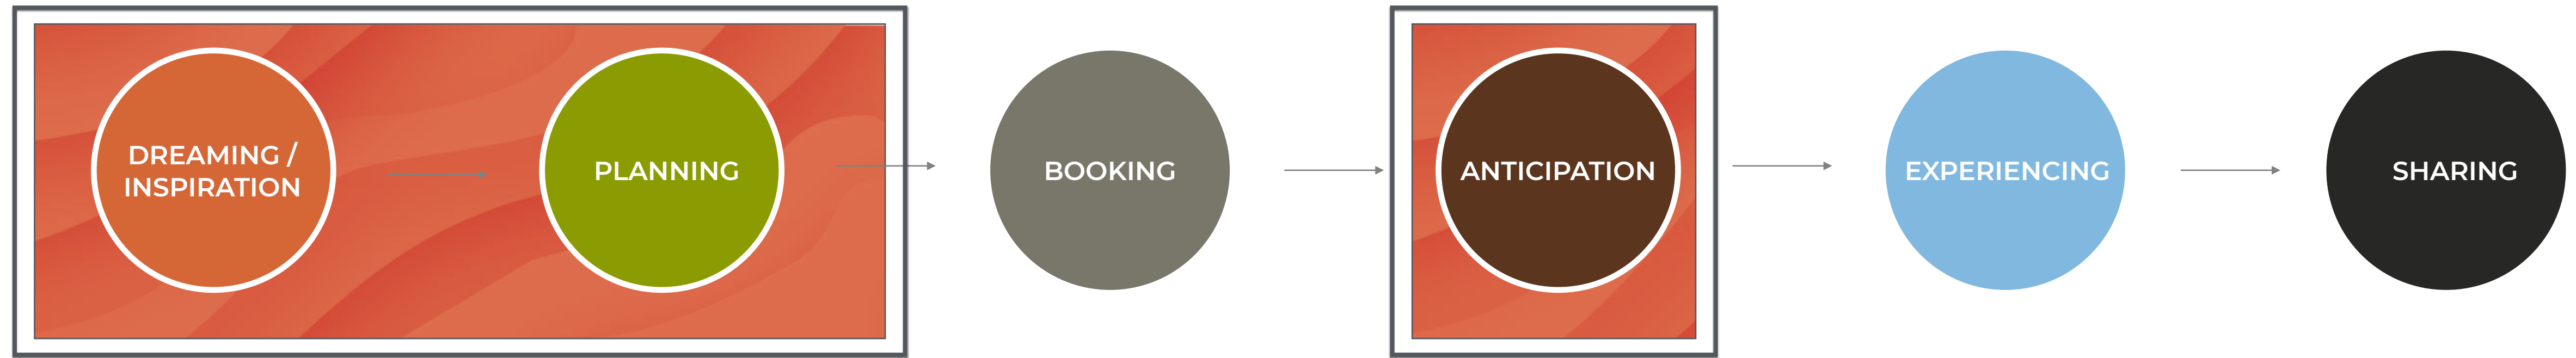 DREAMING /
INSPIRATION
PLANNING
BOOKING
ANTICIPATION
EXPERIENCING
SHARING